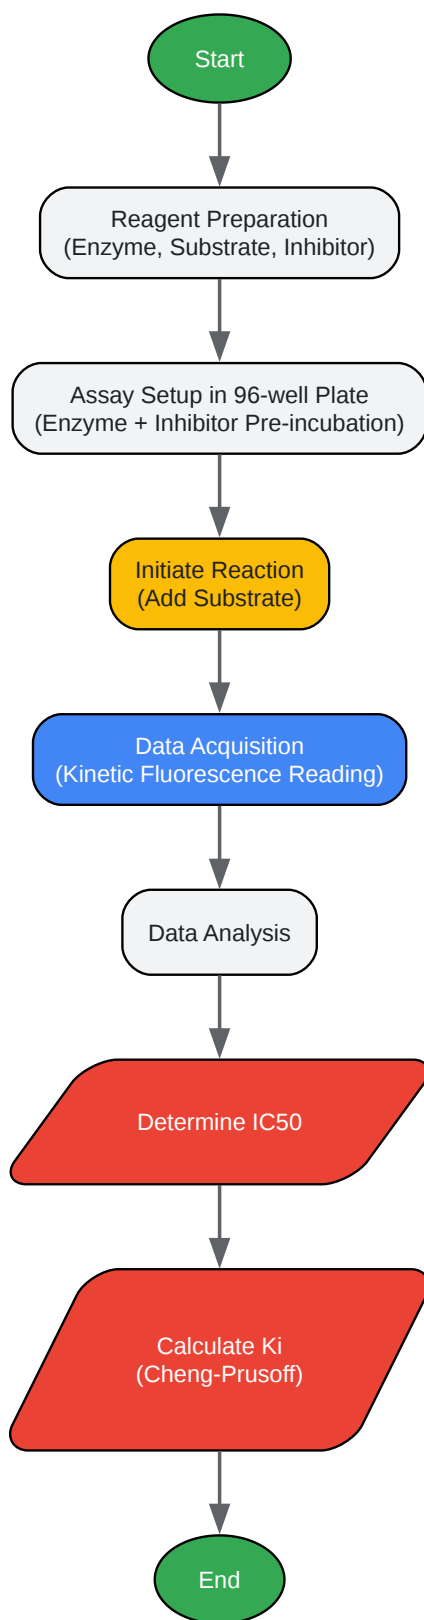 Start
Reagent Preparation
(Enzyme, Substrate, Inhibitor)
Assay Setup in 96-well Plate
(Enzyme + Inhibitor Pre-incubation)
Initiate Reaction
(Add Substrate)
Data Acquisition
(Kinetic Fluorescence Reading)
Data Analysis
Determine IC50
Calculate Ki
(Cheng-Prusoff)
End